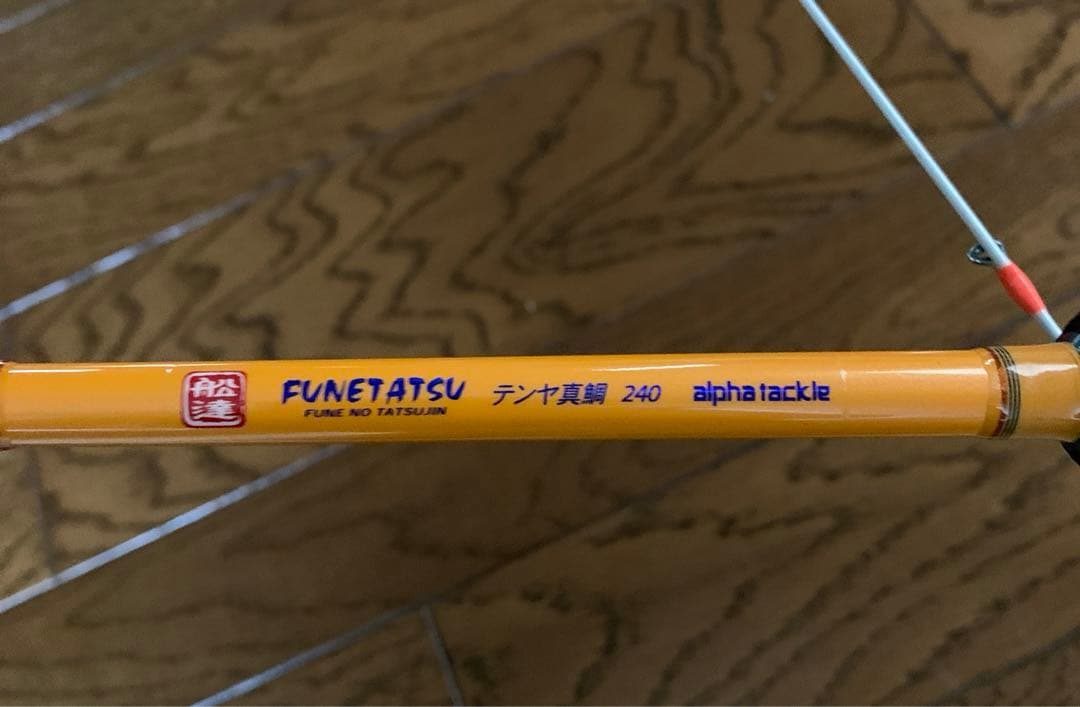 船達
FUNETATSU テンヤ真鯛 240 alpha tackle
FUNE NO TATSUJIN